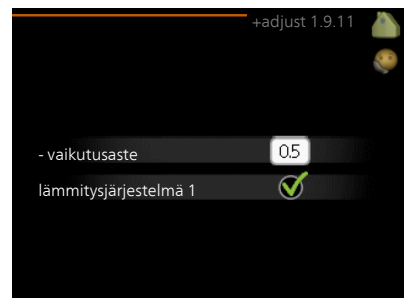 +adjust 1.9.11
- vaikutusaste 0.5
lämmitysjärjestelmä 1